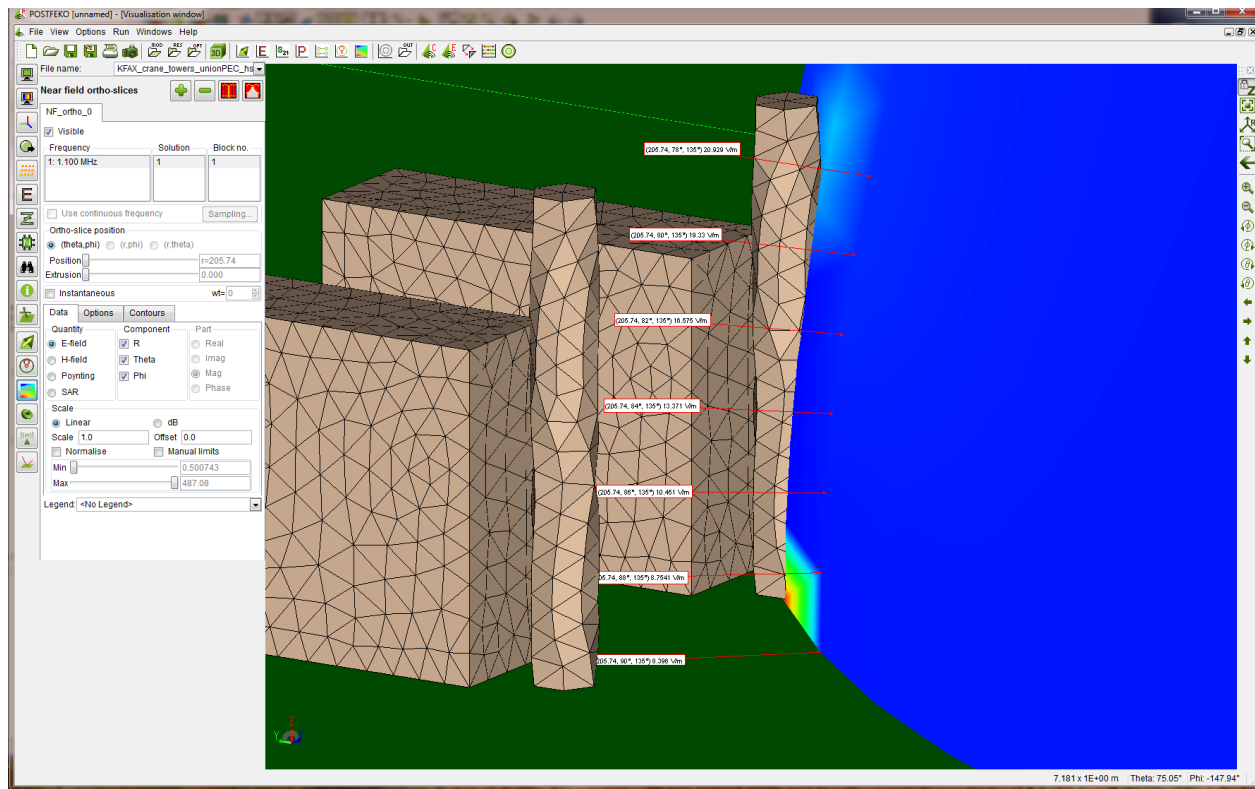 POSTFEKO [unnamed] - [Visualisation window]
File View Options Run Windows Help
File name: KFAX_crane_towers_unionPEC_hs
Near field ortho-slices
NF_ortho_0
Visible
Frequency Solution Block no.
1: 1.100 MHz 1 1
Use continuous frequency Sampling...
Ortho-slice position
(theta,phi) (r,phi) (r,theta)
Position r=205.74
Extrusion 0.000
Instantaneous wt= 0
Data Options Contours
Quantity Component Part
E-field R Real
H-field Theta Imag
Poynting Phi Mag
SAR Phase
Scale
Linear dB
Scale 1.0 Offset 0.0
Normalise Manual limits
Min 0.500743
Max 487.08
Legend: <No Legend>
(205.74, 78°, 135°) 20.929 V/m
(205.74, 80°, 135°) 19.33 V/m
(205.74, 82°, 135°) 16.575 V/m
(205.74, 84°, 135°) 13.371 V/m
(205.74, 86°, 135°) 10.451 V/m
05.74, 88°, 135°) 8.7541 V/m
205.74, 90°, 135°) 8.396 V/m
Z
Y
7.181 x 1E+00 m Theta: 75.05° Phi: -147.94°